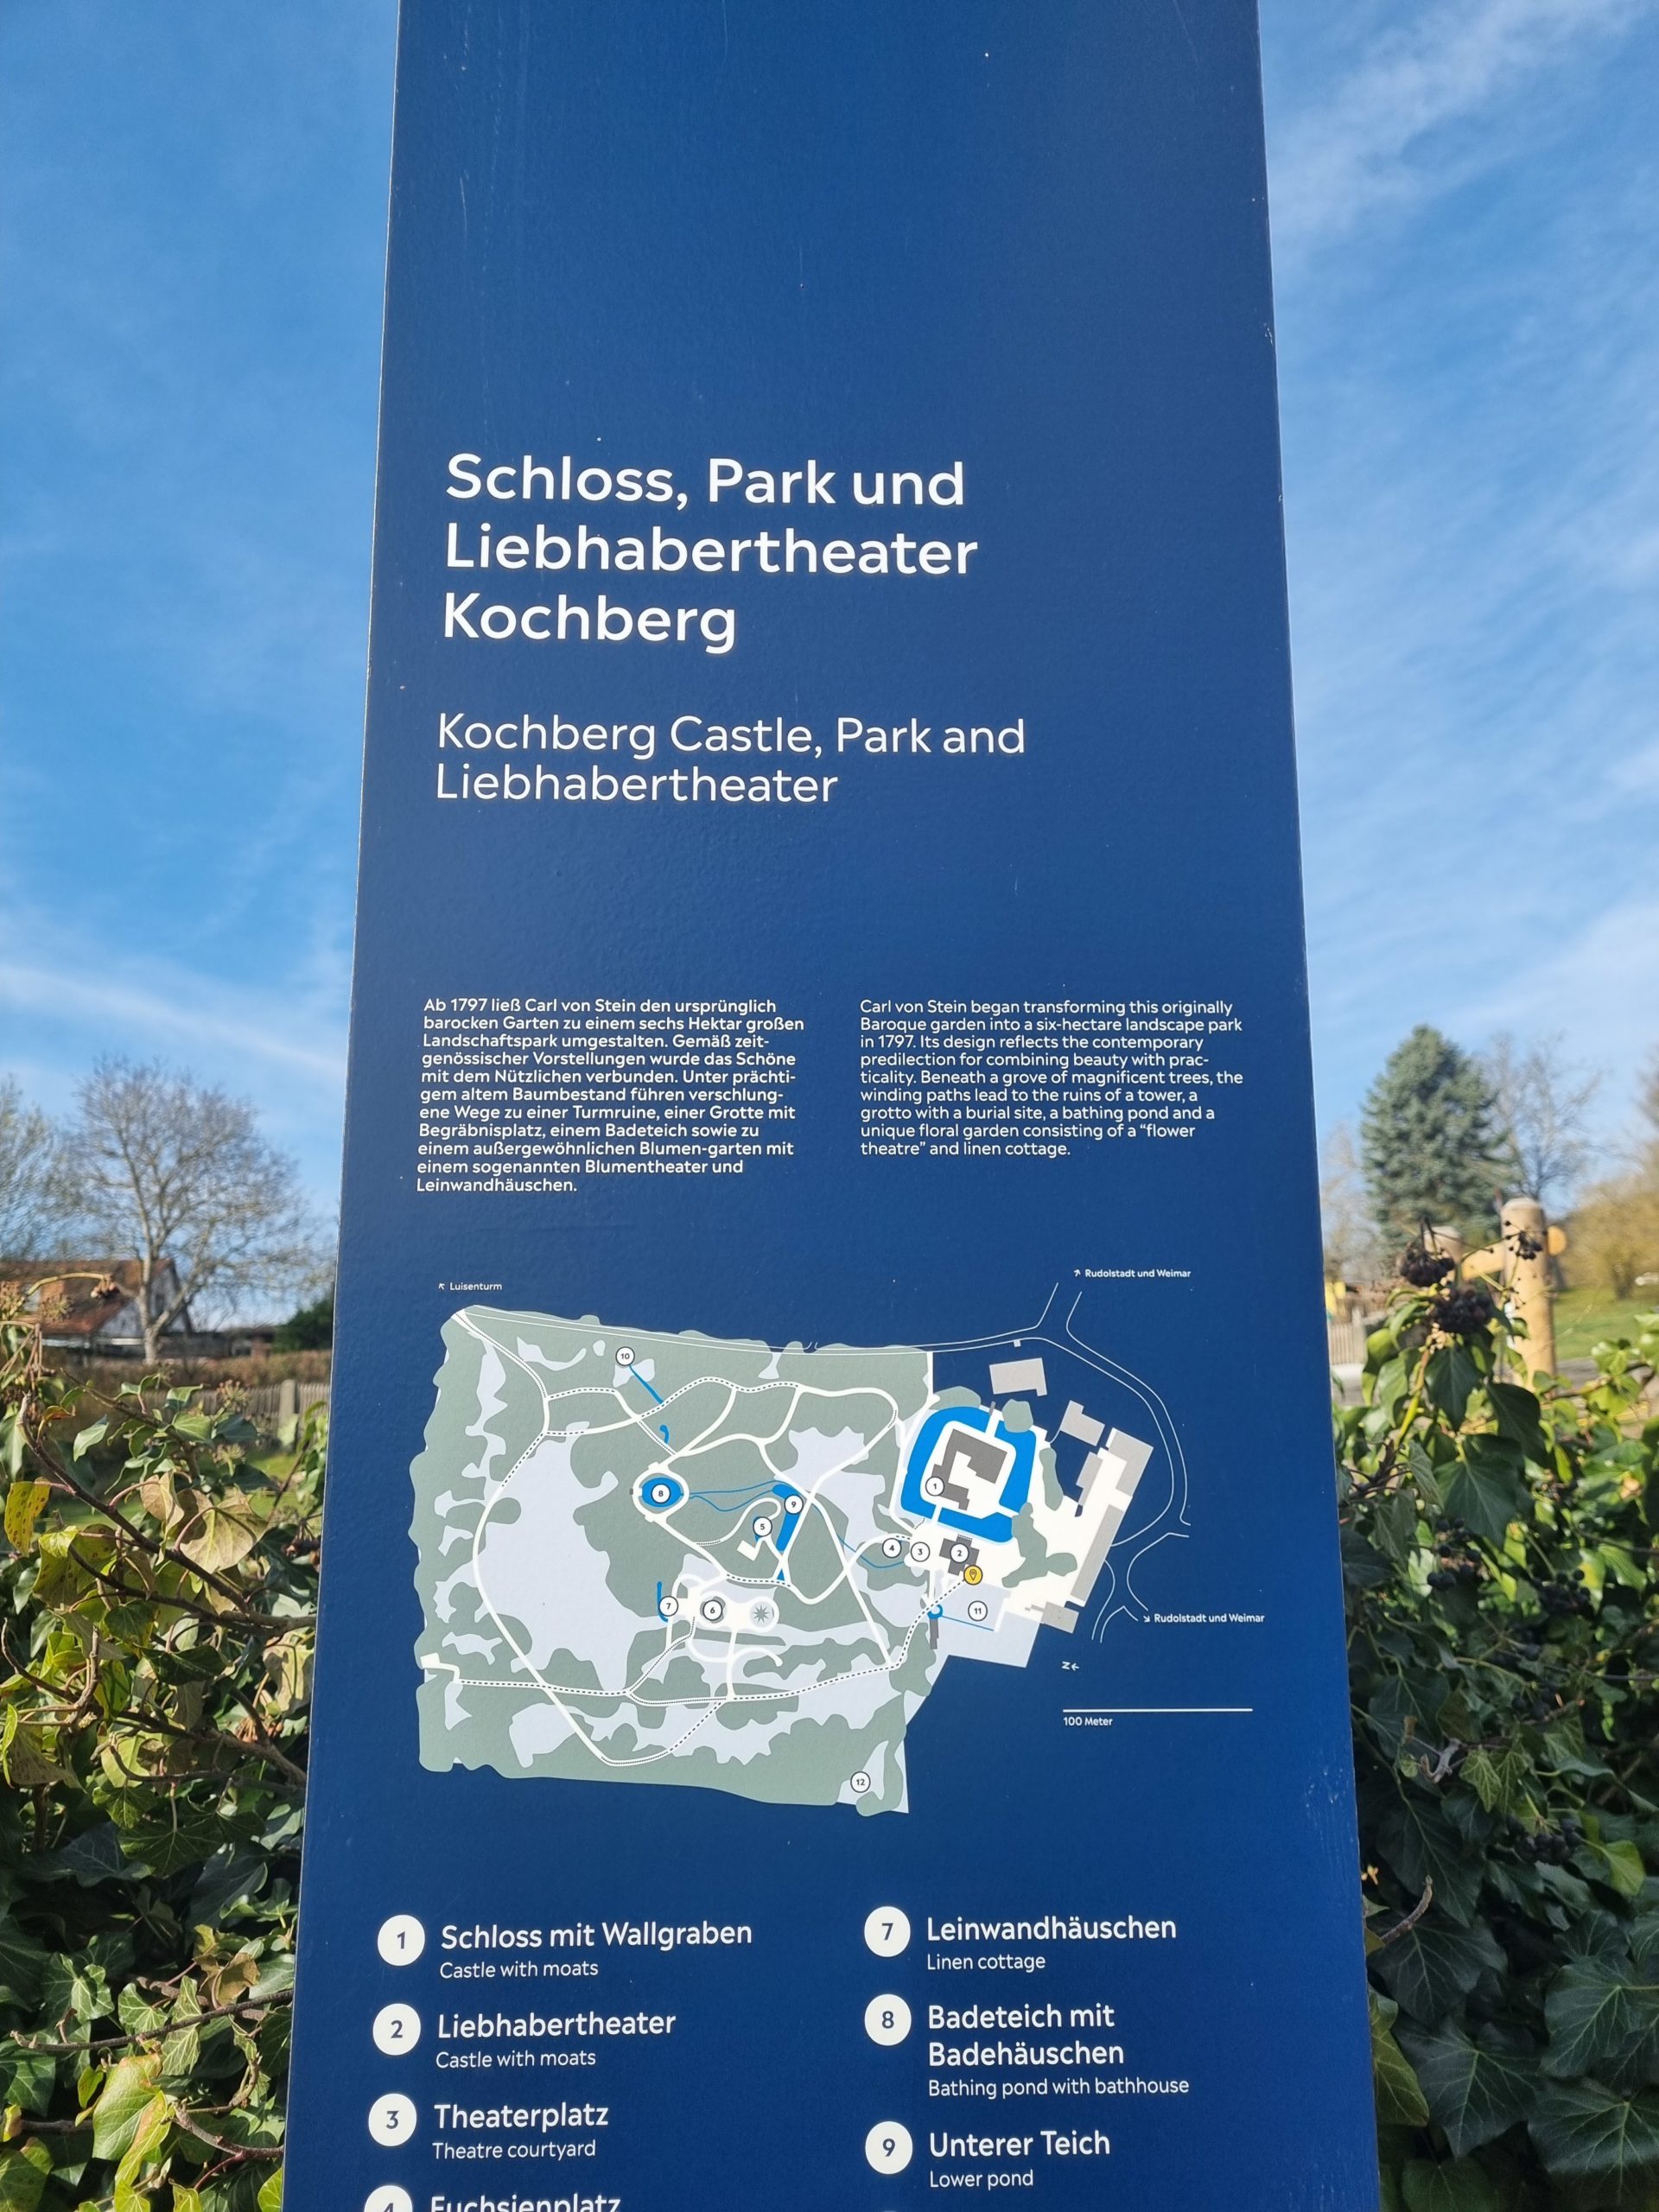 Schloss, Park und
Liebhabertheater
Kochberg
Kochberg Castle, Park and
Liebhabertheater
Ab 1797 ließ Carl von Stein den ursprünglich
barocken Garten zu einem sechs Hektar großen
Landschaftspark umgestalten. Gemäß zeit-
genössischer Vorstellungen wurde das Schöne
mit dem Nützlichen verbunden. Unter prächti-
gem altem Baumbestand führen verschlung-
ene Wege zu einer Turmruine, einer Grotte mit
Begräbnisplatz, einem Badeteich sowie zu
einem außergewöhnlichen Blumen-garten mit
einem sogenannten Blumentheater und
Leinwandhäuschen.
Carl von Stein began transforming this originally
Baroque garden into a six-hectare landscape park
in 1797. Its design reflects the contemporary
predilection for combining beauty with prac-
ticality. Beneath a grove of magnificent trees, the
winding paths lead to the ruins of a tower, a
grotto with a burial site, a bathing pond and a
unique floral garden consisting of a “flower
theatre” and linen cottage.
↖ Luisenturm
↗ Rudolstadt und Weimar
10
1
8
9
5
4
3
2
7
6
11
↘ Rudolstadt und Weimar
N←
100 Meter
12
1 Schloss mit Wallgraben
Castle with moats
2 Liebhabertheater
Castle with moats
3 Theaterplatz
Theatre courtyard
4 Fuchsienplatz
7 Leinwandhäuschen
Linen cottage
8 Badeteich mit
Badehäuschen
Bathing pond with bathhouse
9 Unterer Teich
Lower pond